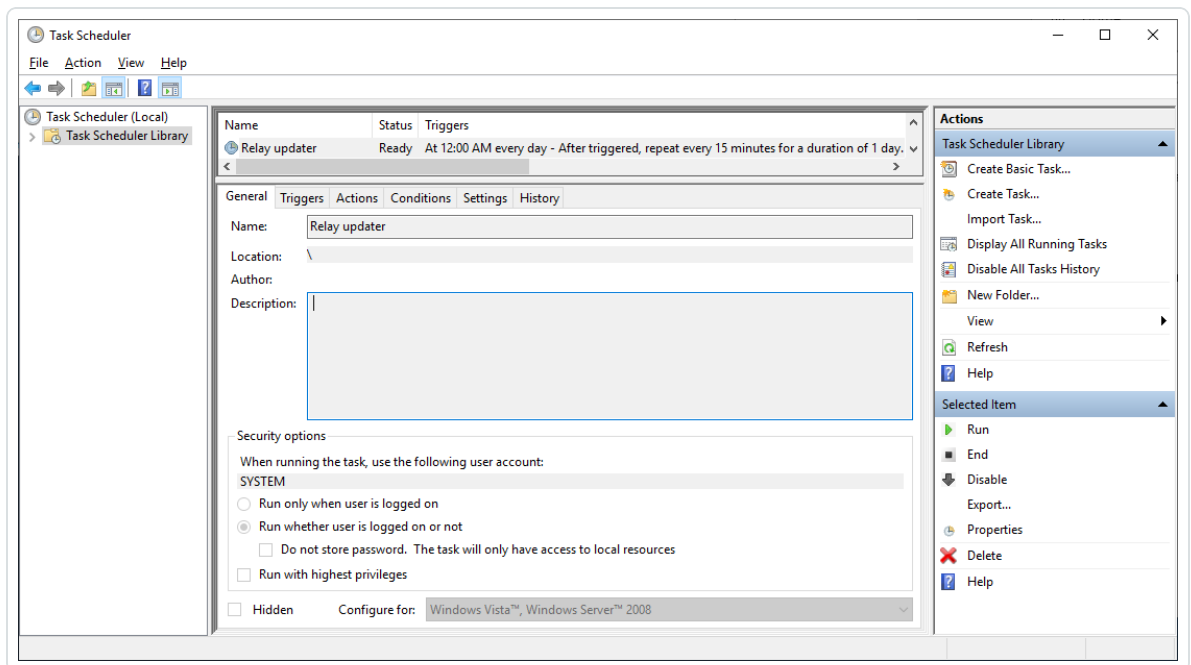 Task Scheduler
File Action View Help
Task Scheduler (Local)
Task Scheduler Library
Name Status Triggers
Relay updater Ready At 12:00 AM every day - After triggered, repeat every 15 minutes for a duration of 1 day.
General Triggers Actions Conditions Settings History
Name: Relay updater
Location: \
Author:
Description:
Security options
When running the task, use the following user account:
SYSTEM
Run only when user is logged on
Run whether user is logged on or not
Do not store password. The task will only have access to local resources
Run with highest privileges
Hidden Configure for: Windows Vista™, Windows Server™ 2008
Actions
Task Scheduler Library
Create Basic Task...
Create Task...
Import Task...
Display All Running Tasks
Disable All Tasks History
New Folder...
View
Refresh
Help
Selected Item
Run
End
Disable
Export...
Properties
Delete
Help